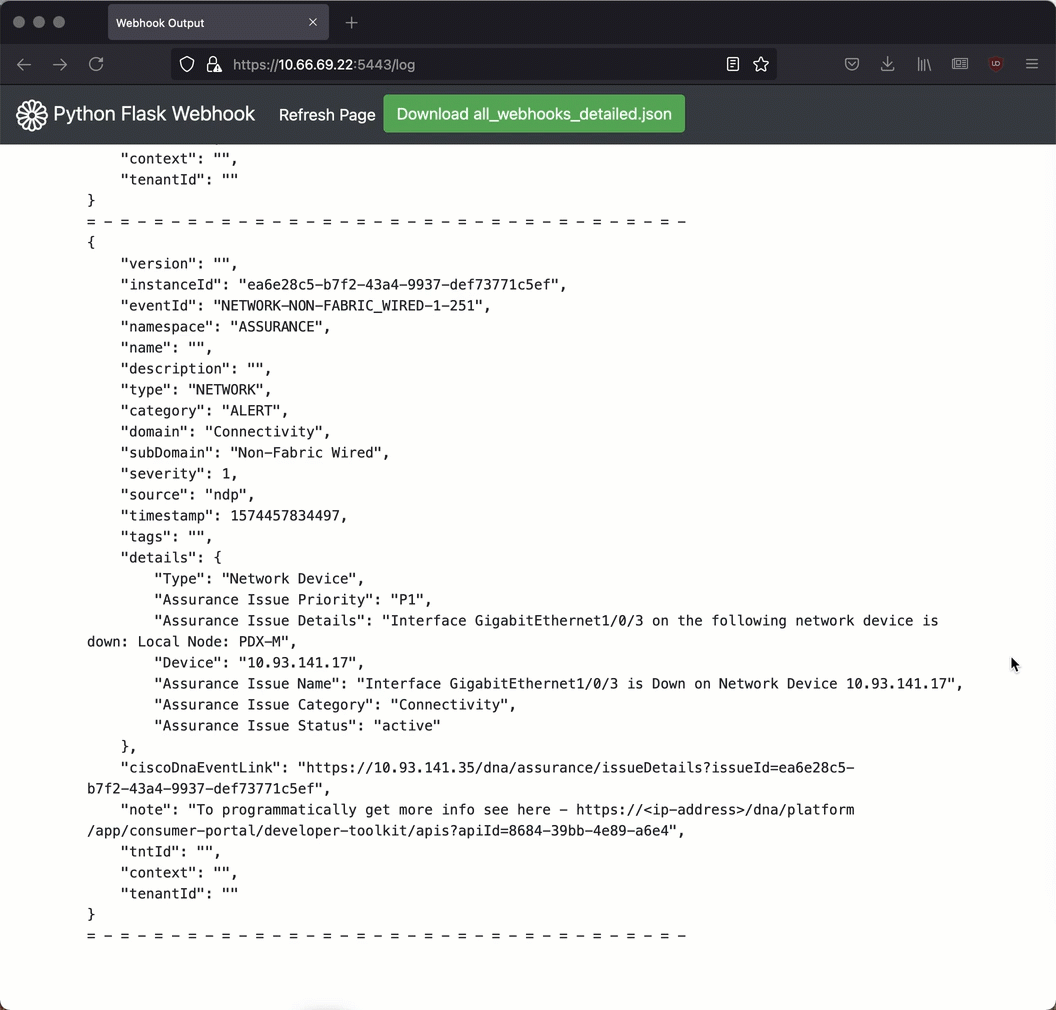 Webhook Output
https://10.66.69.22:5443/log
Python Flask Webhook Refresh Page Download all_webhooks_detailed.json
"context": "",
"tenantId": ""
}
= - = - = - = - = - = - = - = - = - = - = - = - = - = - = - = - = - = -
{
"version": "",
"instanceId": "ea6e28c5-b7f2-43a4-9937-def73771c5ef",
"eventId": "NETWORK-NON-FABRIC_WIRED-1-251",
"namespace": "ASSURANCE",
"name": "",
"description": "",
"type": "NETWORK",
"category": "ALERT",
"domain": "Connectivity",
"subDomain": "Non-Fabric Wired",
"severity": 1,
"source": "ndp",
"timestamp": 1574457834497,
"tags": "",
"details": {
"Type": "Network Device",
"Assurance Issue Priority": "P1",
"Assurance Issue Details": "Interface GigabitEthernet1/0/3 on the following network device is
down: Local Node: PDX-M",
"Device": "10.93.141.17",
"Assurance Issue Name": "Interface GigabitEthernet1/0/3 is Down on Network Device 10.93.141.17",
"Assurance Issue Category": "Connectivity",
"Assurance Issue Status": "active"
},
"ciscoDnaEventLink": "https://10.93.141.35/dna/assurance/issueDetails?issueId=ea6e28c5-
b7f2-43a4-9937-def73771c5ef",
"note": "To programmatically get more info see here - https://<ip-address>/dna/platform
/app/consumer-portal/developer-toolkit/apis?apiId=8684-39bb-4e89-a6e4",
"tntId": "",
"context": "",
"tenantId": ""
}
= - = - = - = - = - = - = - = - = - = - = - = - = - = - = - = - = - = -